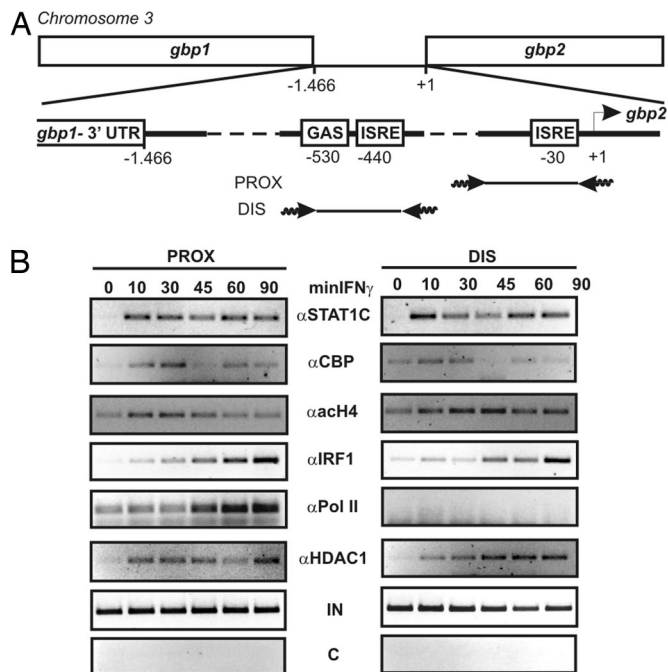 A Chromosome 3
gbp1 gbp2
-1.466 +1
gbp1- 3' UTR GAS ISRE ISRE gbp2
-1.466 -530 -440 -30 +1
PROX
DIS
B PROX DIS
0 10 30 45 60 90 minIFNγ 0 10 30 45 60 90
αSTAT1C
αCBP
αacH4
αIRF1
αPol II
αHDAC1
IN
C